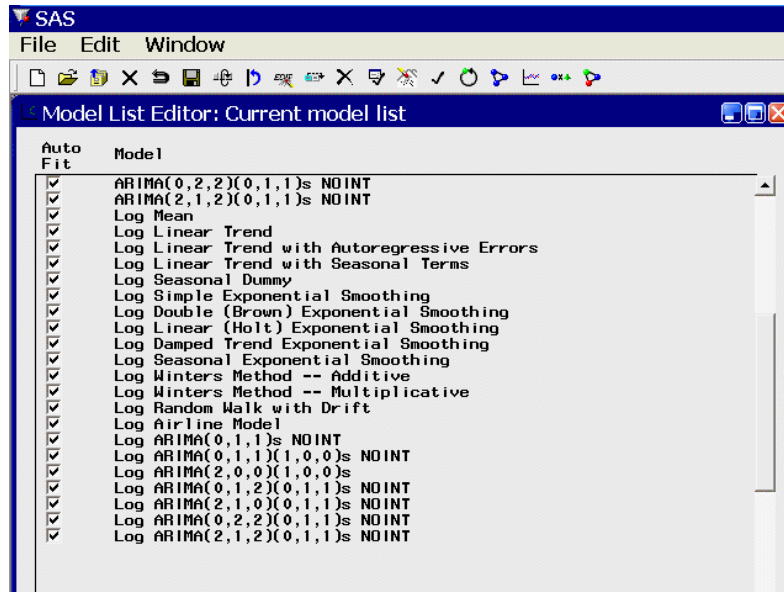 SAS
File Edit Window
Model List Editor: Current model list
Auto
Fit
Model
ARIMA(0,2,2)(0,1,1)s NOINT
ARIMA(2,1,2)(0,1,1)s NOINT
Log Mean
Log Linear Trend
Log Linear Trend with Autoregressive Errors
Log Linear Trend with Seasonal Terms
Log Seasonal Dummy
Log Simple Exponential Smoothing
Log Double (Brown) Exponential Smoothing
Log Linear (Holt) Exponential Smoothing
Log Damped Trend Exponential Smoothing
Log Seasonal Exponential Smoothing
Log Winters Method -- Additive
Log Winters Method -- Multiplicative
Log Random Walk with Drift
Log Airline Model
Log ARIMA(0,1,1)s NOINT
Log ARIMA(0,1,1)(1,0,0)s NOINT
Log ARIMA(2,0,0)(1,0,0)s
Log ARIMA(0,1,2)(0,1,1)s NOINT
Log ARIMA(2,1,0)(0,1,1)s NOINT
Log ARIMA(0,2,2)(0,1,1)s NOINT
Log ARIMA(2,1,2)(0,1,1)s NOINT